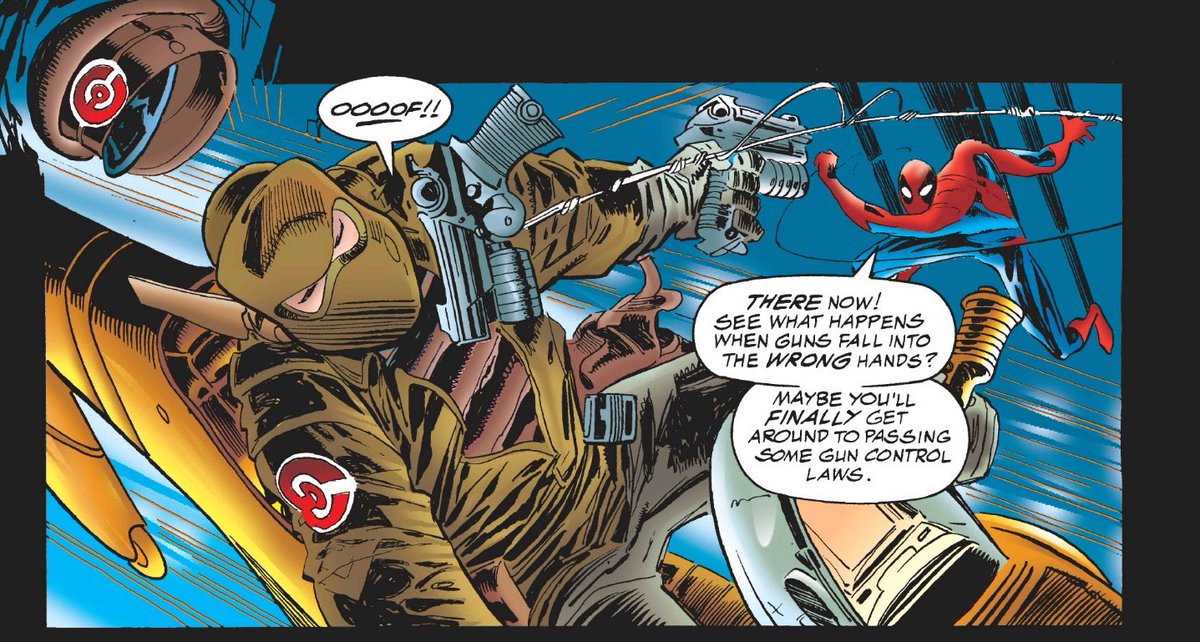 OOOOF!!
THERE NOW!
SEE WHAT HAPPENS
WHEN GUNS FALL INTO
THE WRONG HANDS?
MAYBE YOU'LL
FINALLY GET
AROUND TO PASSING
SOME GUN CONTROL
LAWS.